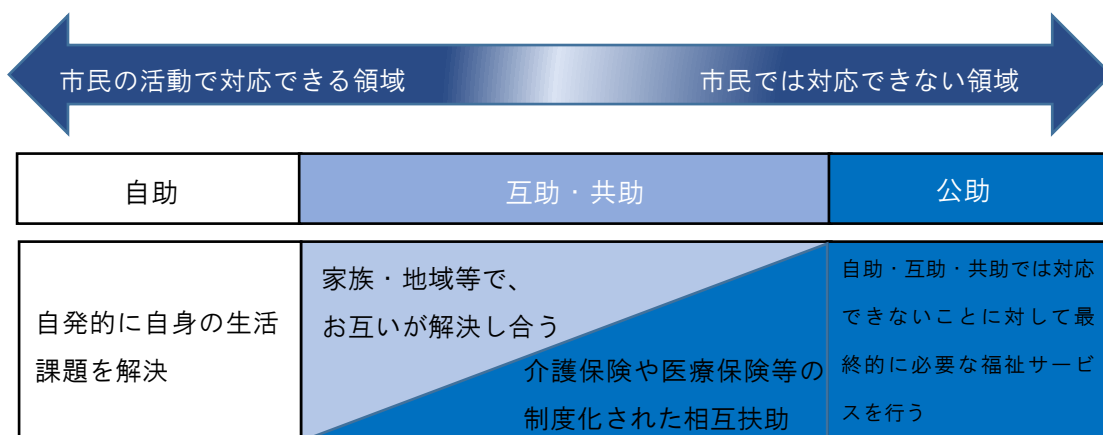 市民の活動で対応できる領域
市民では対応できない領域
自助
互助・共助
公助
自発的に自身の生活
課題を解決
家族・地域等で、
お互いが解決し合う
介護保険や医療保険等の
制度化された相互扶助
自助・互助・共助では対応
できないことに対して最
終的に必要な福祉サービ
スを行う